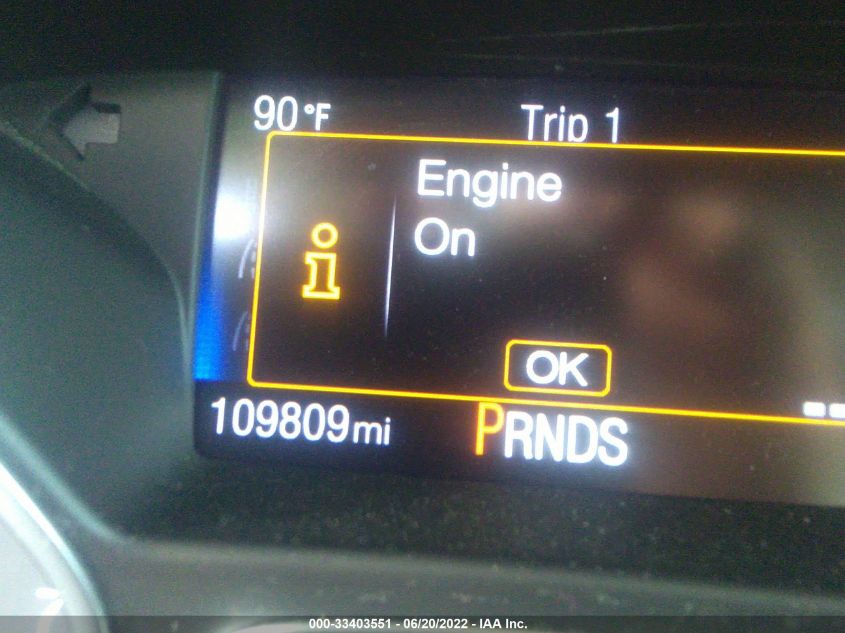 90°F Trip 1
Engine
On
OK
109809mi PRNDS
000-33403551 - 06/20/2022 - IAA Inc.